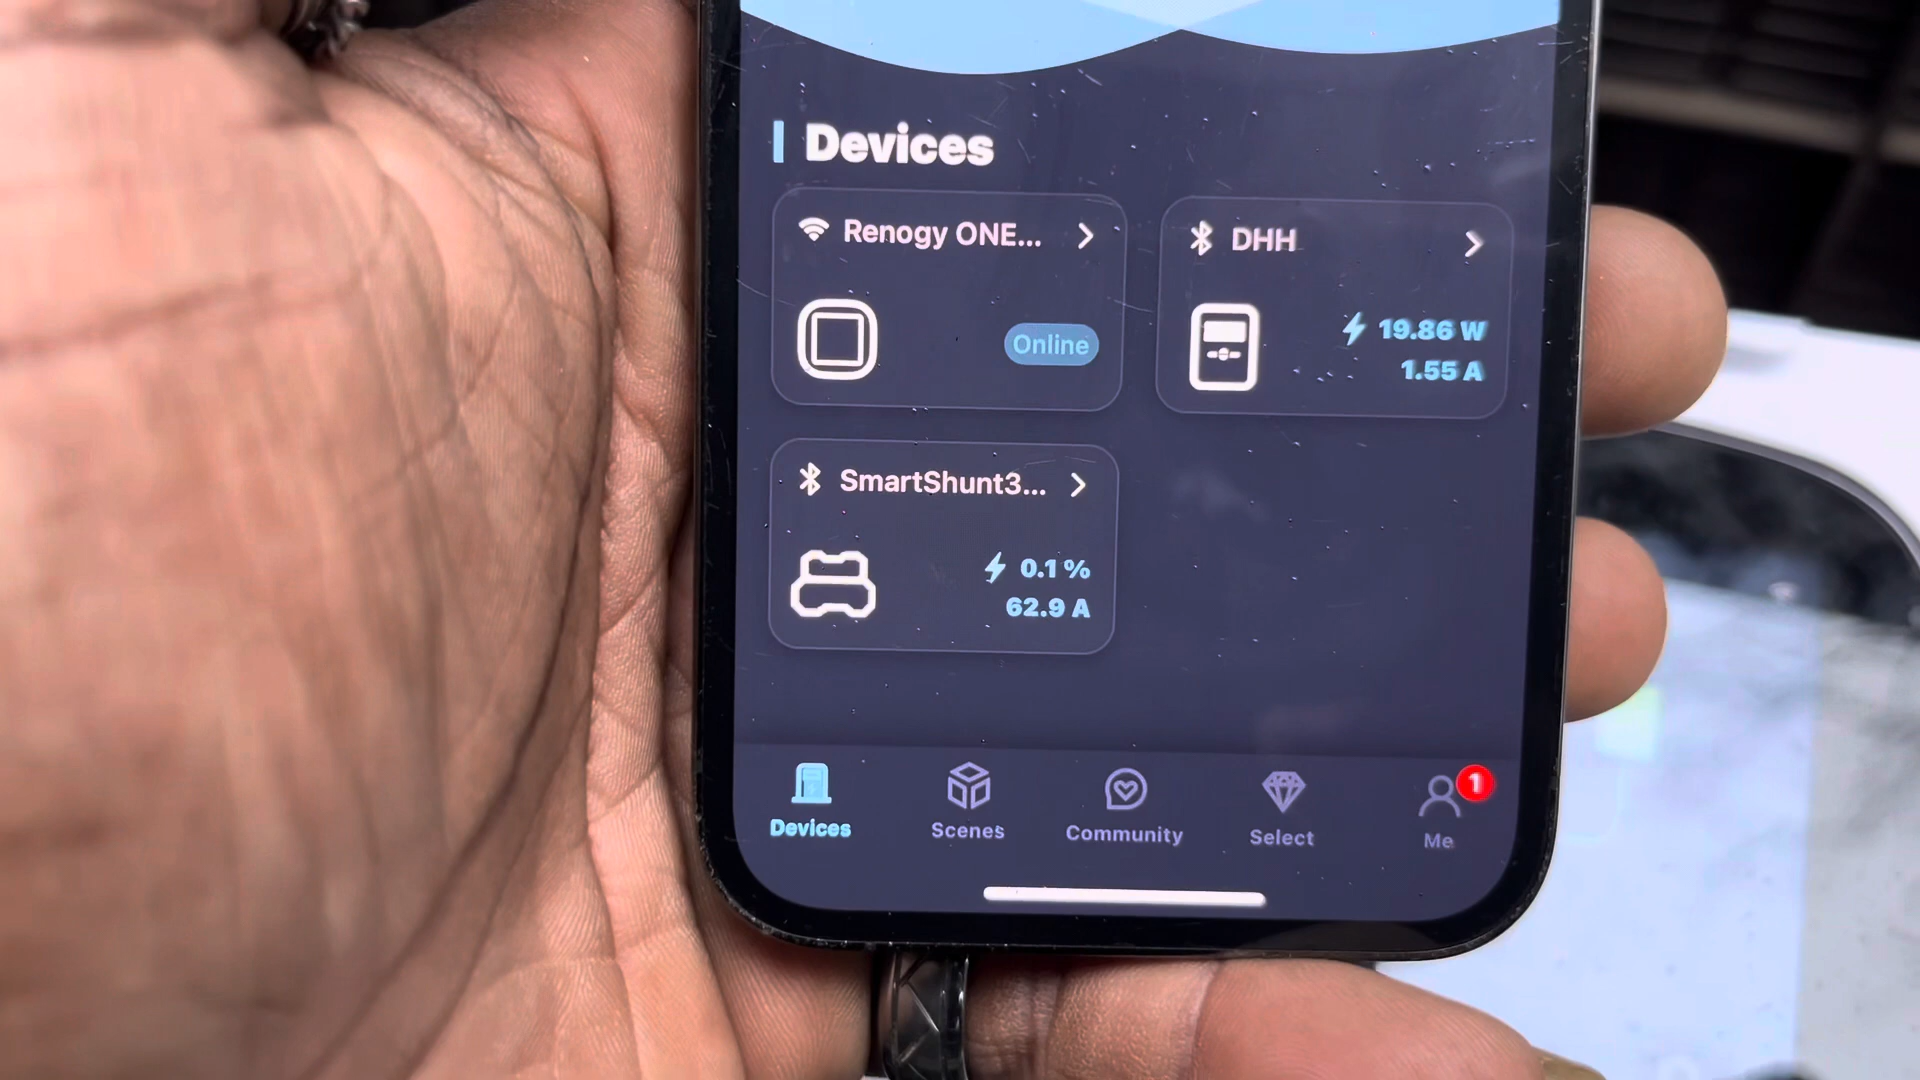 Devices
Renogy ONE...
Online
DHH
19.86 W
1.55 A
SmartShunt3...
0.1 %
62.9 A
Devices
Scenes
Community
Select
1
Me